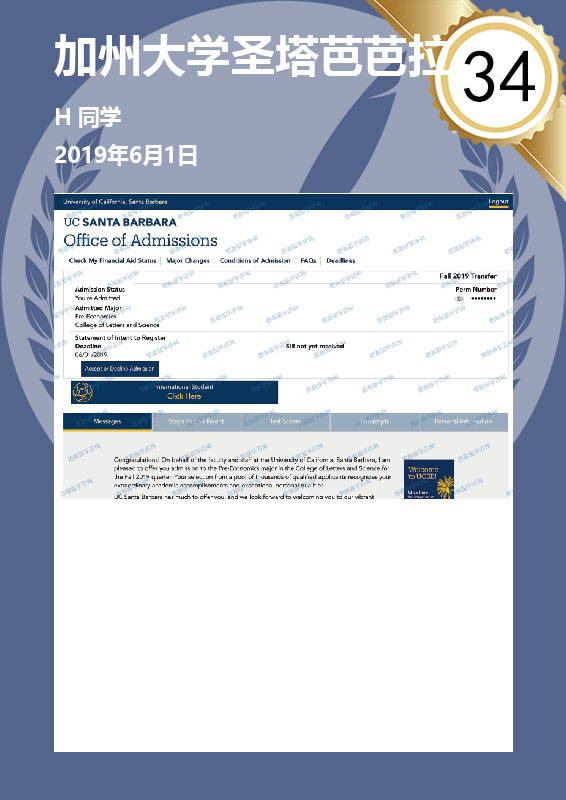 加州大学圣塔芭芭拉
34
H 同学
2019年6月1日
University of California, Santa Barbara
Logout
UC SANTA BARBARA
Office of Admissions
Check My Financial Aid Status
Major Changes
Conditions of Admission
FAQs
Deadlines
Fall 2019 Transfer
Admission Status
You're Admitted
Perm Number
•••••••
Admitted Major
Pre-Economics
College of Letters and Science
Statement of Intent to Register
Deadline
06/01/2019
SIR not yet received
Accept or Decline Admission
International Student
Click Here
Messages
Steps to Enrollment
Test Scores
Transcripts
Personal Information
Congratulations! On behalf of the faculty and staff at the University of California, Santa Barbara, I am
pleased to offer you admission to the Pre-Economics major in the College of Letters and Science for
the Fall 2019 quarter. Your selection from a pool of thousands of qualified applicants recognizes your
extraordinary academic accomplishments and exceptional personal qualities.
UC Santa Barbara has much to offer you, and we look forward to welcoming you to our vibrant
Welcome
to UCSB!